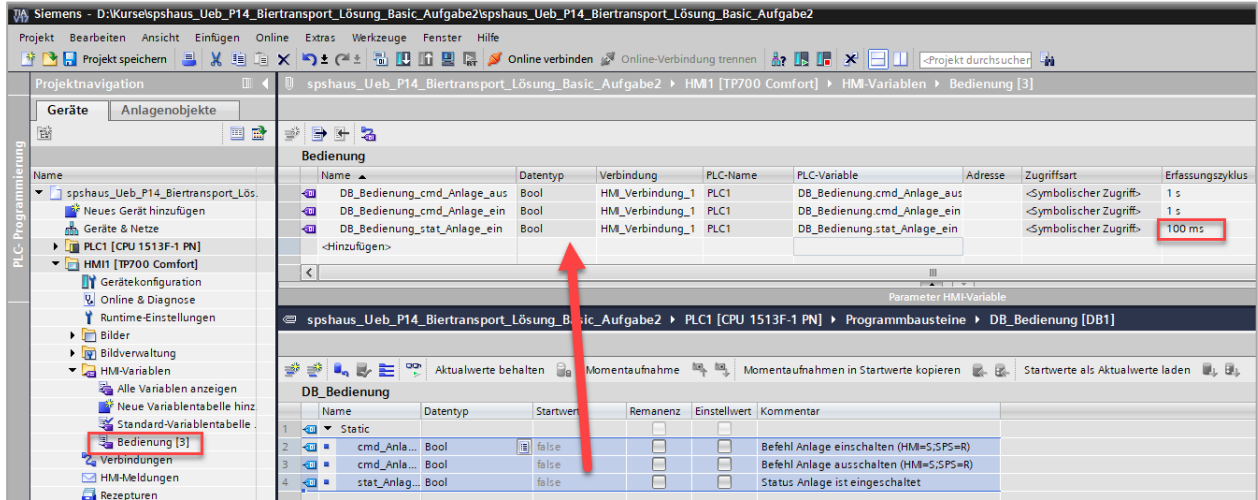 Siemens - D:\Kurse\spshaus_Ueb_P14_Biertransport_Lösung_Basic_Aufgabe2\spshaus_Ueb_P14_Biertransport_Lösung_Basic_Aufgabe2
Projekt Bearbeiten Ansicht Einfügen Online Extras Werkzeuge Fenster Hilfe
Projekt speichern Online verbinden Online-Verbindung trennen <Projekt durchsuchen
Projektnavigation
spshaus_Ueb_P14_Biertransport_Lösung_Basic_Aufgabe2 HMI1 [TP700 Comfort] HMI-Variablen Bedienung [3]
Geräte Anlagenobjekte
PLC-Programmierung
Bedienung
Name
Name Datentyp Verbindung PLC-Name PLC-Variable Adresse Zugriffsart Erfassungszyklus
spshaus_Ueb_P14_Biertransport_Lös.
DB_Bedienung_cmd_Anlage_aus Bool HMI_Verbindung_1 PLC1 DB_Bedienung.cmd_Anlage_aus <Symbolischer Zugriff> 1 s
Neues Gerät hinzufügen
DB_Bedienung_cmd_Anlage_ein Bool HMI_Verbindung_1 PLC1 DB_Bedienung.cmd_Anlage_ein <Symbolischer Zugriff> 1 s
Geräte & Netze
DB_Bedienung_stat_Anlage_ein Bool HMI_Verbindung_1 PLC1 DB_Bedienung.stat_Anlage_ein <Symbolischer Zugriff> 100 ms
PLC1 [CPU 1513F-1 PN]
<Hinzufügen>
HMI1 [TP700 Comfort]
Gerätekonfiguration
Online & Diagnose
Parameter HMI-Variable
Runtime-Einstellungen
spshaus_Ueb_P14_Biertransport_Lösung_Basic_Aufgabe2 PLC1 [CPU 1513F-1 PN] Programmbausteine DB_Bedienung [DB1]
Bilder
Bildverwaltung
HMI-Variablen
Aktualwerte behalten Momentaufnahme Momentaufnahmen in Startwerte kopieren Startwerte als Aktualwerte laden
Alle Variablen anzeigen
DB_Bedienung
Neue Variablentabelle hinz
Name Datentyp Startwert Remanenz Einstellwert Kommentar
Standard-Variablentabelle .
1 Static
Bedienung [3]
2 cmd_Anla... Bool false Befehl Anlage einschalten (HMI=S;SPS=R)
Verbindungen
3 cmd_Anla... Bool false Befehl Anlage ausschalten (HMI=S;SPS=R)
HMI-Meldungen
4 stat_Anlag... Bool false Status Anlage ist eingeschaltet
Rezepturen